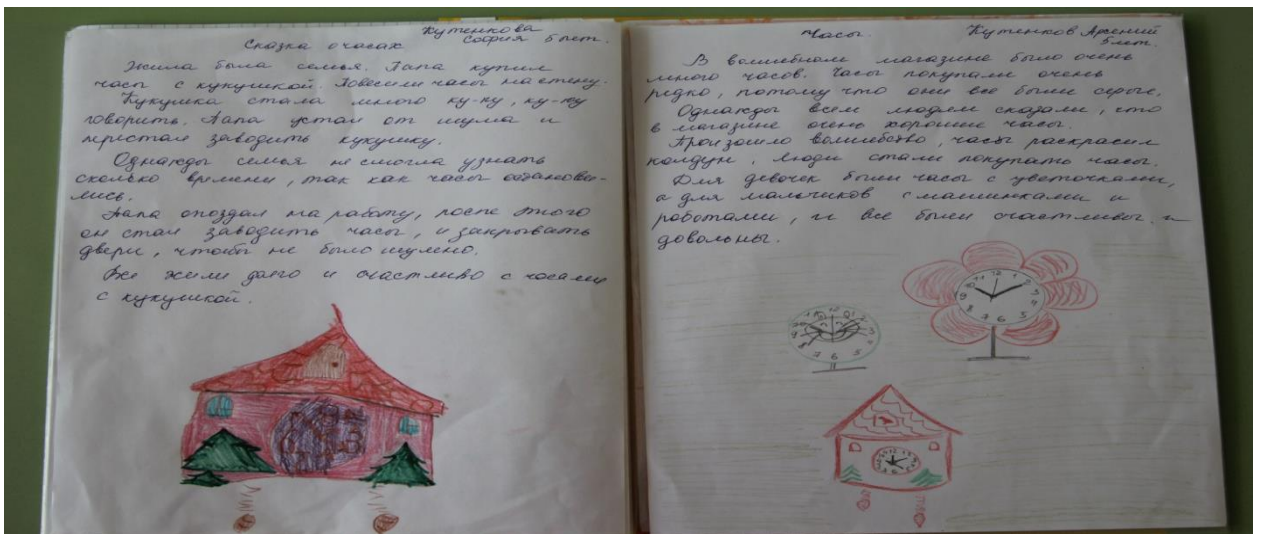 Кутенкова
Сказка о часах София 5 лет.
Жила была семья. Папа купил
часы с кукушкой. Повесили часы на стену.
Кукушка стала много ку-ку, ку-ку
говорить. Папа устал от шума и
перестал заводить кукушку.
Однажды семья не смогла узнать
сколько времени, так как часы останови-
лись.
Папа опоздал на работу, после этого
он стал заводить часы, и закрывать
двери, чтобы не было шумно.
Все жили долго и счастливо с часами
с кукушкой.
Часы. Кутенков Арсений
5 лет.
В волшебном магазине было очень
много часов. Часы покупали очень
редко, потому что они все были серые.
Однажды всем людям сказали, что
в магазине очень хорошие часы.
Произошло волшебство, часы раскрасил
колдун. Люди стали покупать часы.
Для девочек были часы с цветочками,
а для мальчиков с машинками и
роботами, и все были счастливы и
довольны.